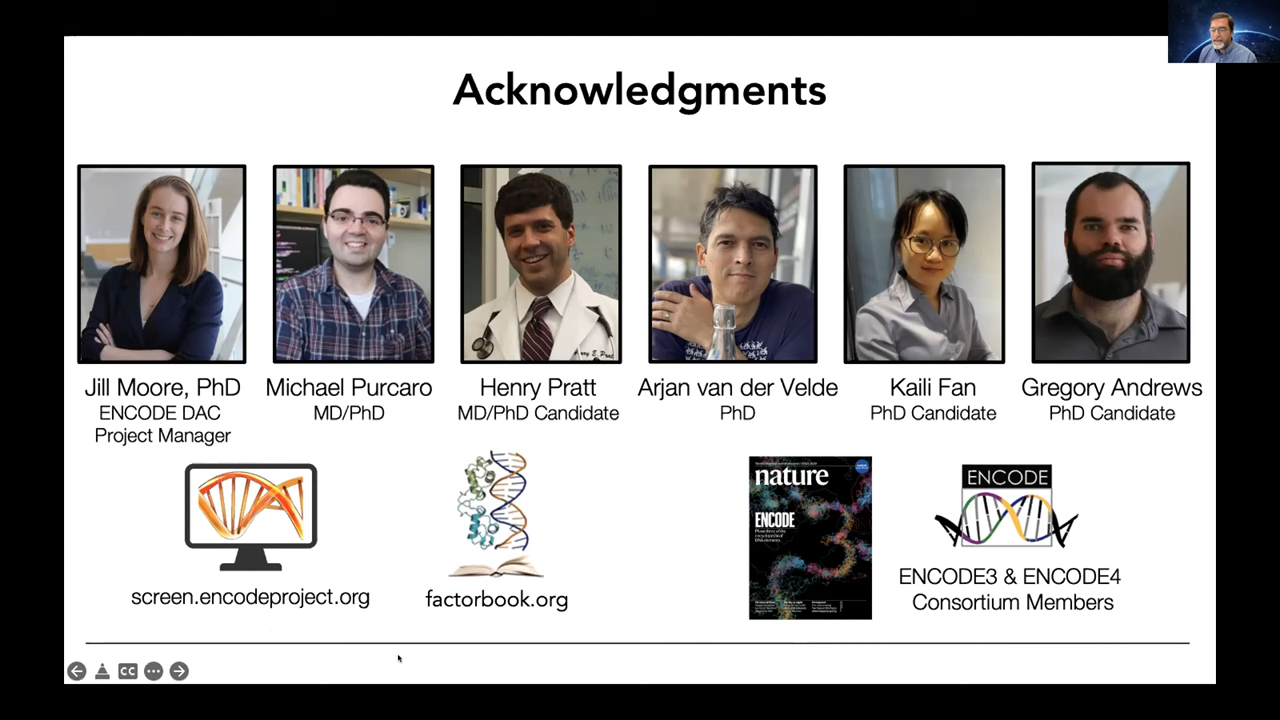 Acknowledgments
Jill Moore, PhD
ENCODE DAC
Project Manager
Michael Purcaro
MD/PhD
Henry Pratt
MD/PhD Candidate
Arjan van der Velde
PhD
Kaili Fan
PhD Candidate
Gregory Andrews
PhD Candidate
screen.encodeproject.org
factorbook.org
nature
ENCODE
ENCODE
ENCODE3 & ENCODE4
Consortium Members
CC